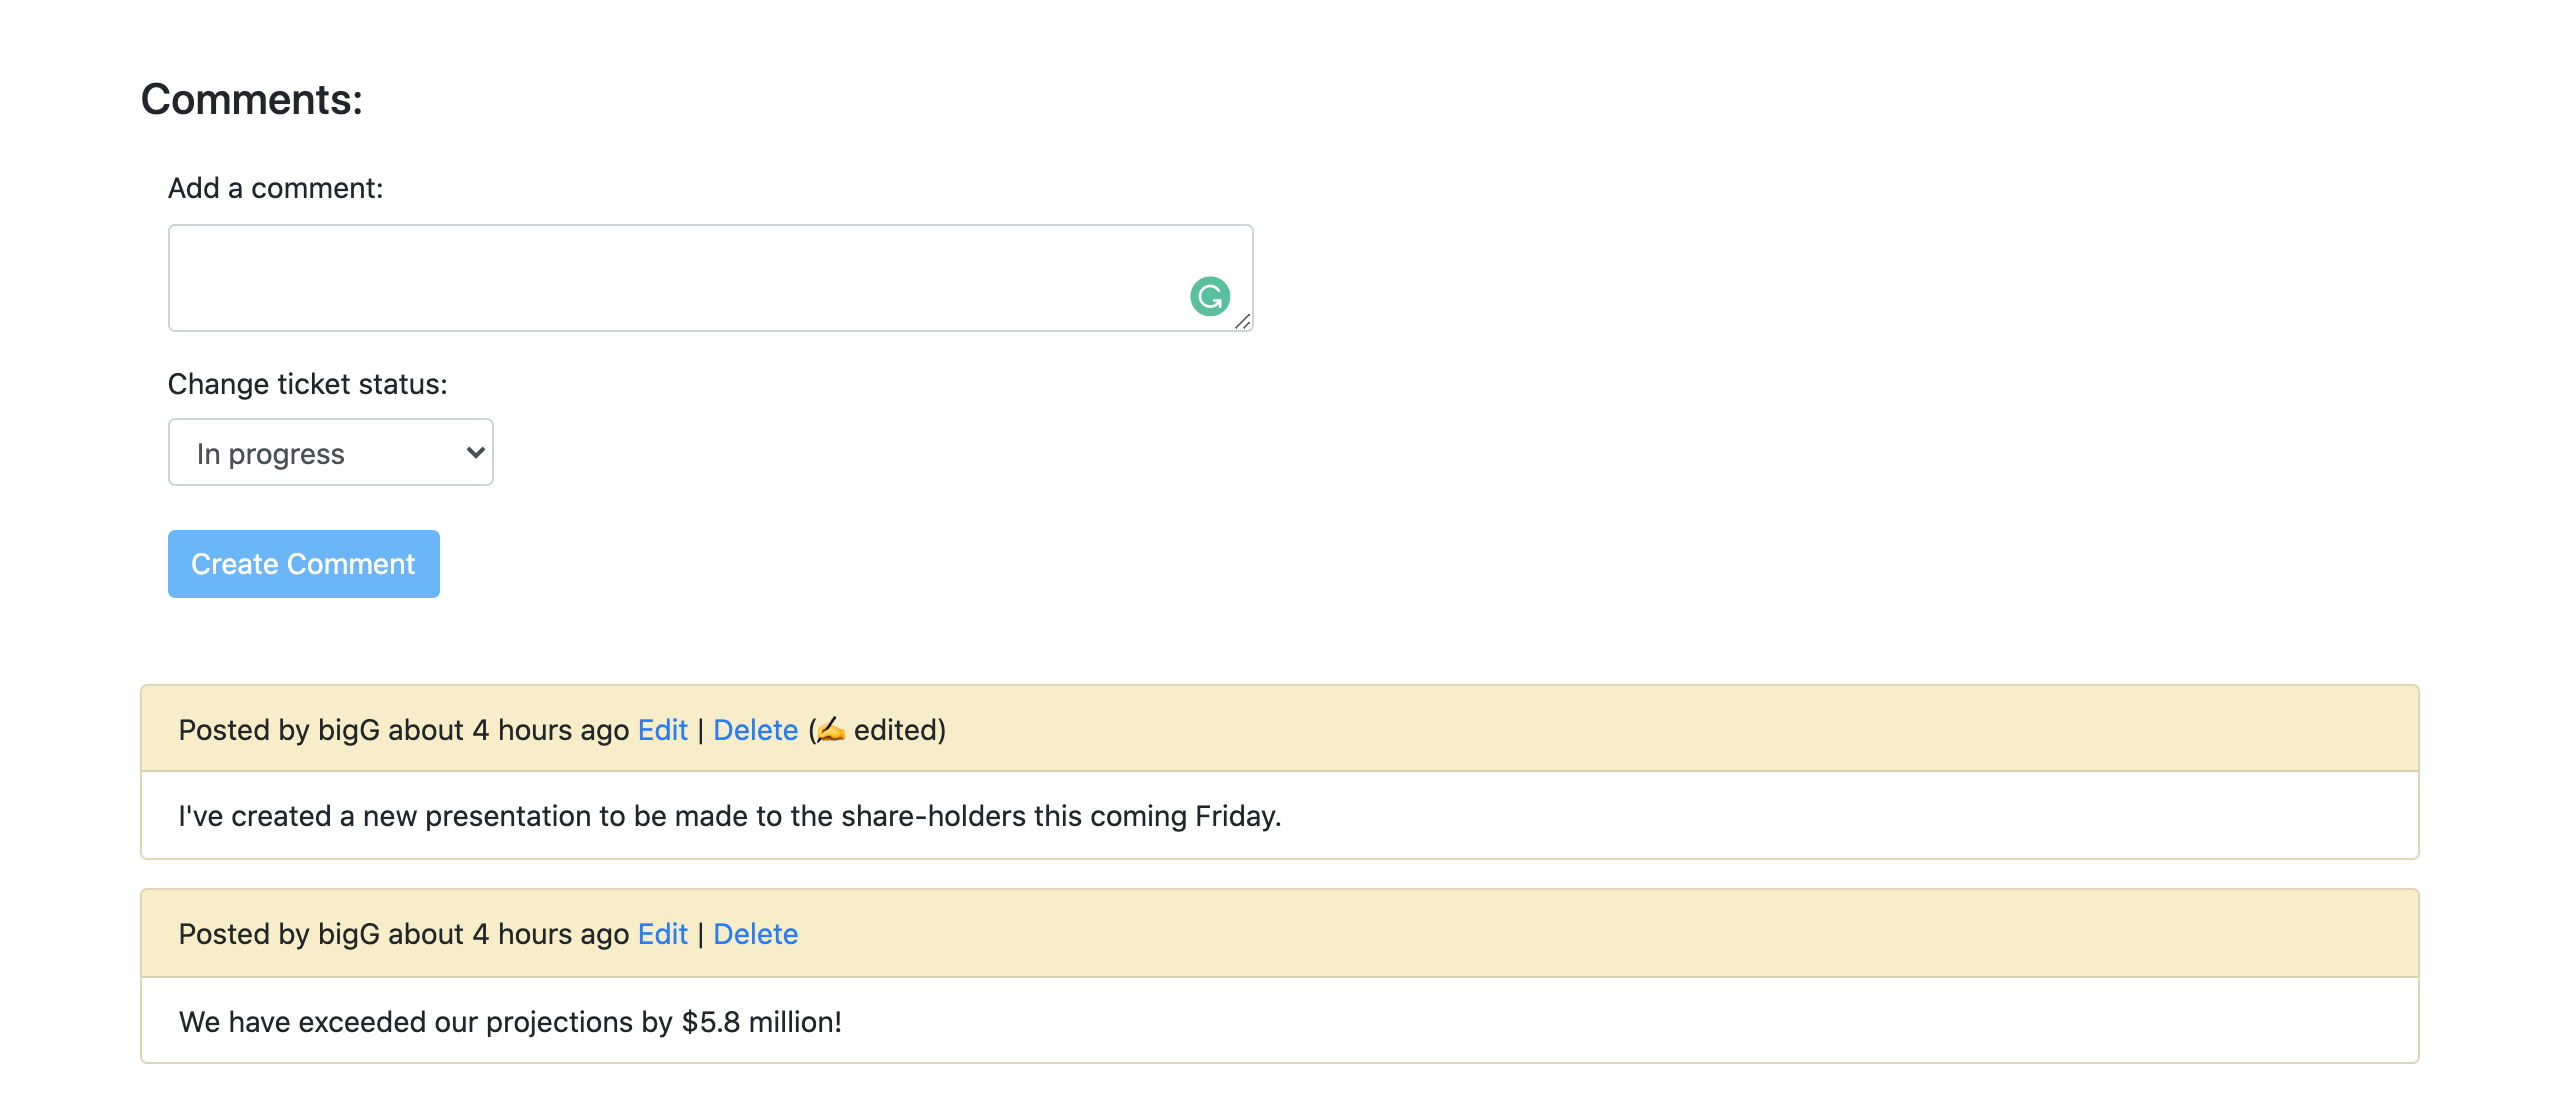 Comments:
Add a comment:
Change ticket status:
In progress
Create Comment
Posted by bigG about 4 hours ago Edit | Delete (✍️ edited)
I've created a new presentation to be made to the share-holders this coming Friday.
Posted by bigG about 4 hours ago Edit | Delete
We have exceeded our projections by $5.8 million!